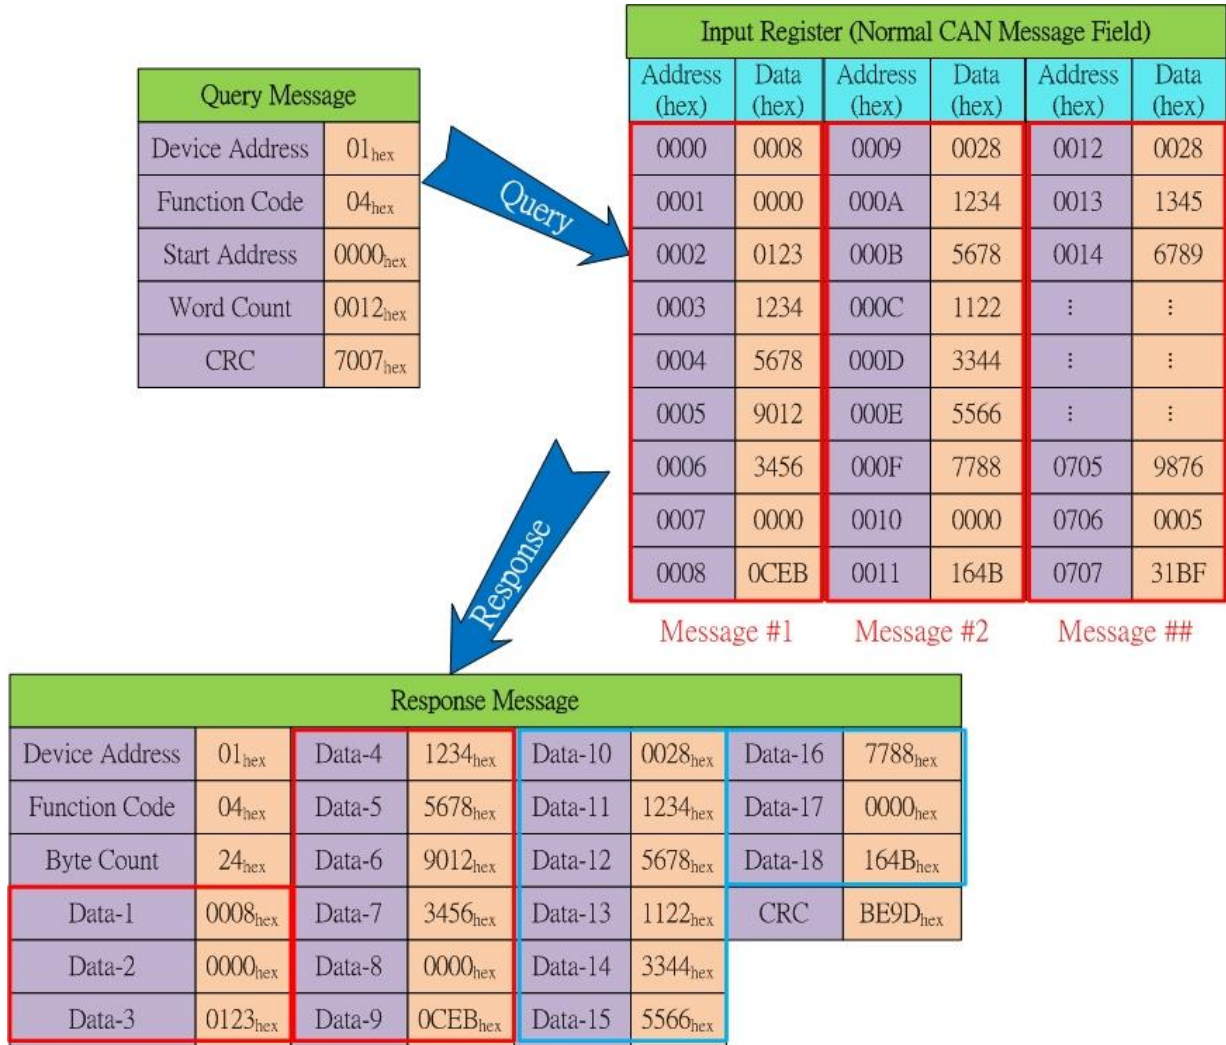 Input Register (Normal CAN Message Field)
Address (hex) Data (hex) Address (hex) Data (hex) Address (hex) Data (hex)
0000 0008 0009 0028 0012 0028
0001 0000 000A 1234 0013 1345
0002 0123 000B 5678 0014 6789
0003 1234 000C 1122 ⋮ ⋮
0004 5678 000D 3344 ⋮ ⋮
0005 9012 000E 5566 ⋮ ⋮
0006 3456 000F 7788 0705 9876
0007 0000 0010 0000 0706 0005
0008 0CEB 0011 164B 0707 31BF
Message #1 Message #2 Message ##
Query Message
Device Address 01hex
Function Code 04hex
Start Address 0000hex
Word Count 0012hex
CRC 7007hex
Query
Response
Response Message
Device Address 01hex Data-4 1234hex Data-10 0028hex Data-16 7788hex
Function Code 04hex Data-5 5678hex Data-11 1234hex Data-17 0000hex
Byte Count 24hex Data-6 9012hex Data-12 5678hex Data-18 164Bhex
Data-1 0008hex Data-7 3456hex Data-13 1122hex CRC BE9Dhex
Data-2 0000hex Data-8 0000hex Data-14 3344hex
Data-3 0123hex Data-9 0CEBhex Data-15 5566hex